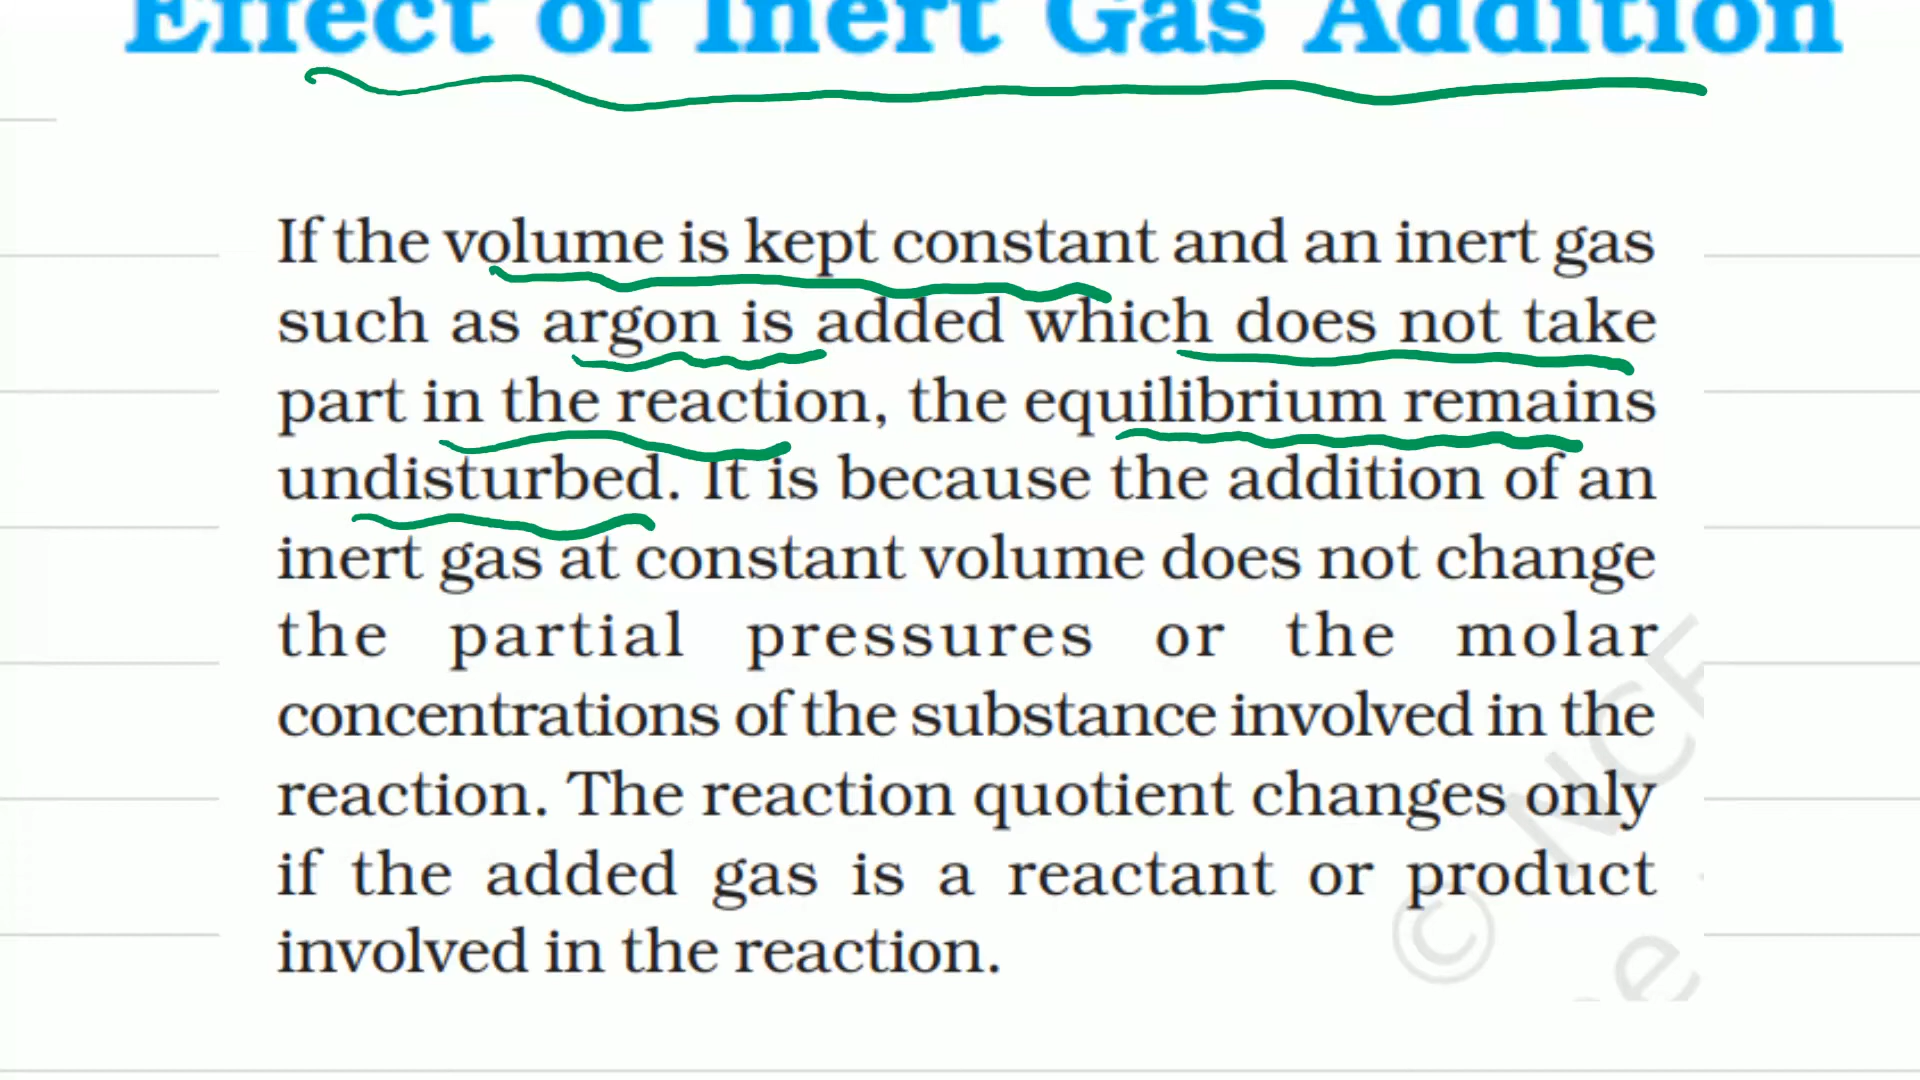 Effect of Inert Gas Addition
If the volume is kept constant and an inert gas
such as argon is added which does not take
part in the reaction, the equilibrium remains
undisturbed. It is because the addition of an
inert gas at constant volume does not change
the partial pressures or the molar
concentrations of the substance involved in the
reaction. The reaction quotient changes only
if the added gas is a reactant or product
involved in the reaction.